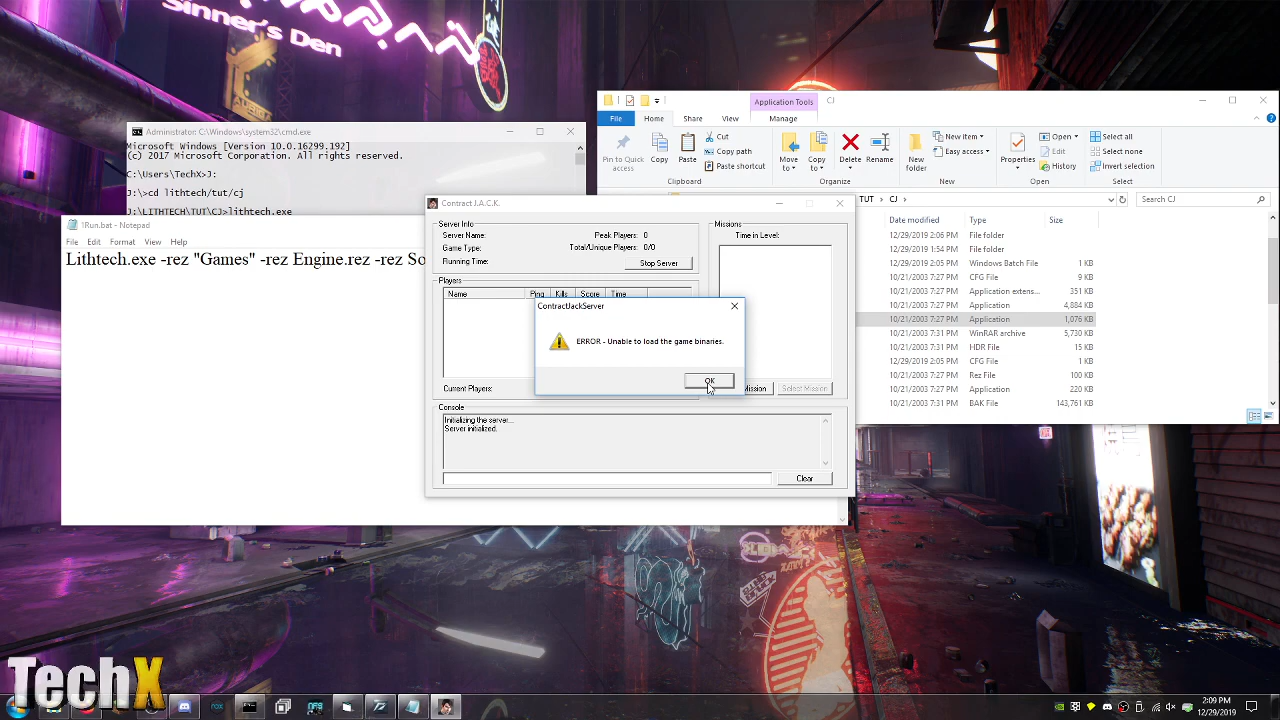 Sinner's Den
Administrator: C:\Windows\system32\cmd.exe
Microsoft Windows [Version 10.0.16299.192]
(c) 2017 Microsoft Corporation. All rights reserved.
C:\Users\TechX>J:
J:\>cd lithtech/tut/cj
J:\LITHTECH\TUT\CJ>lithtech.exe
1Run.bat - Notepad
File Edit Format View Help
Lithtech.exe -rez "Games" -rez Engine.rez -rez So
Contract J.A.C.K.
Server Info
Server Name:
Peak Players: 0
Game Type:
Total/Unique Players: 0/0
Running Time:
Stop Server
Missions
Time in Level:
Players
Name Ping Kills Score Time
Current Players:
Mission
Select Mission
Console
Initializing the server...
Server initialized.
Clear
ContractJackServer
ERROR - Unable to load the game binaries.
OK
Application Tools
CJ
File Home Share View Manage
Pin to Quick access
Copy
Paste
Cut
Copy path
Paste shortcut
Clipboard
Move to
Copy to
Delete
Rename
Organize
New folder
New item
Easy access
New
Properties
Open
Edit
History
Open
Select all
Select none
Invert selection
Select
TUT > CJ >
Search CJ
Date modified Type Size
12/29/2019 2:06 PM File folder
12/29/2019 1:54 PM File folder
12/29/2019 2:05 PM Windows Batch File 1 KB
10/21/2003 7:27 PM CFG File 1 KB
10/21/2003 7:27 PM Application extens... 351 KB
10/21/2003 7:27 PM Application 4,884 KB
10/21/2003 7:27 PM Application 1,076 KB
10/21/2003 7:31 PM WinRAR archive 5,730 KB
10/21/2003 7:31 PM HDR File 15 KB
12/29/2019 2:05 PM CFG File 1 KB
10/21/2003 7:27 PM Rez File 100 KB
10/21/2003 7:27 PM Application 220 KB
10/21/2003 7:31 PM BAK File 143,761 KB
TechX
2:09 PM
12/29/2019